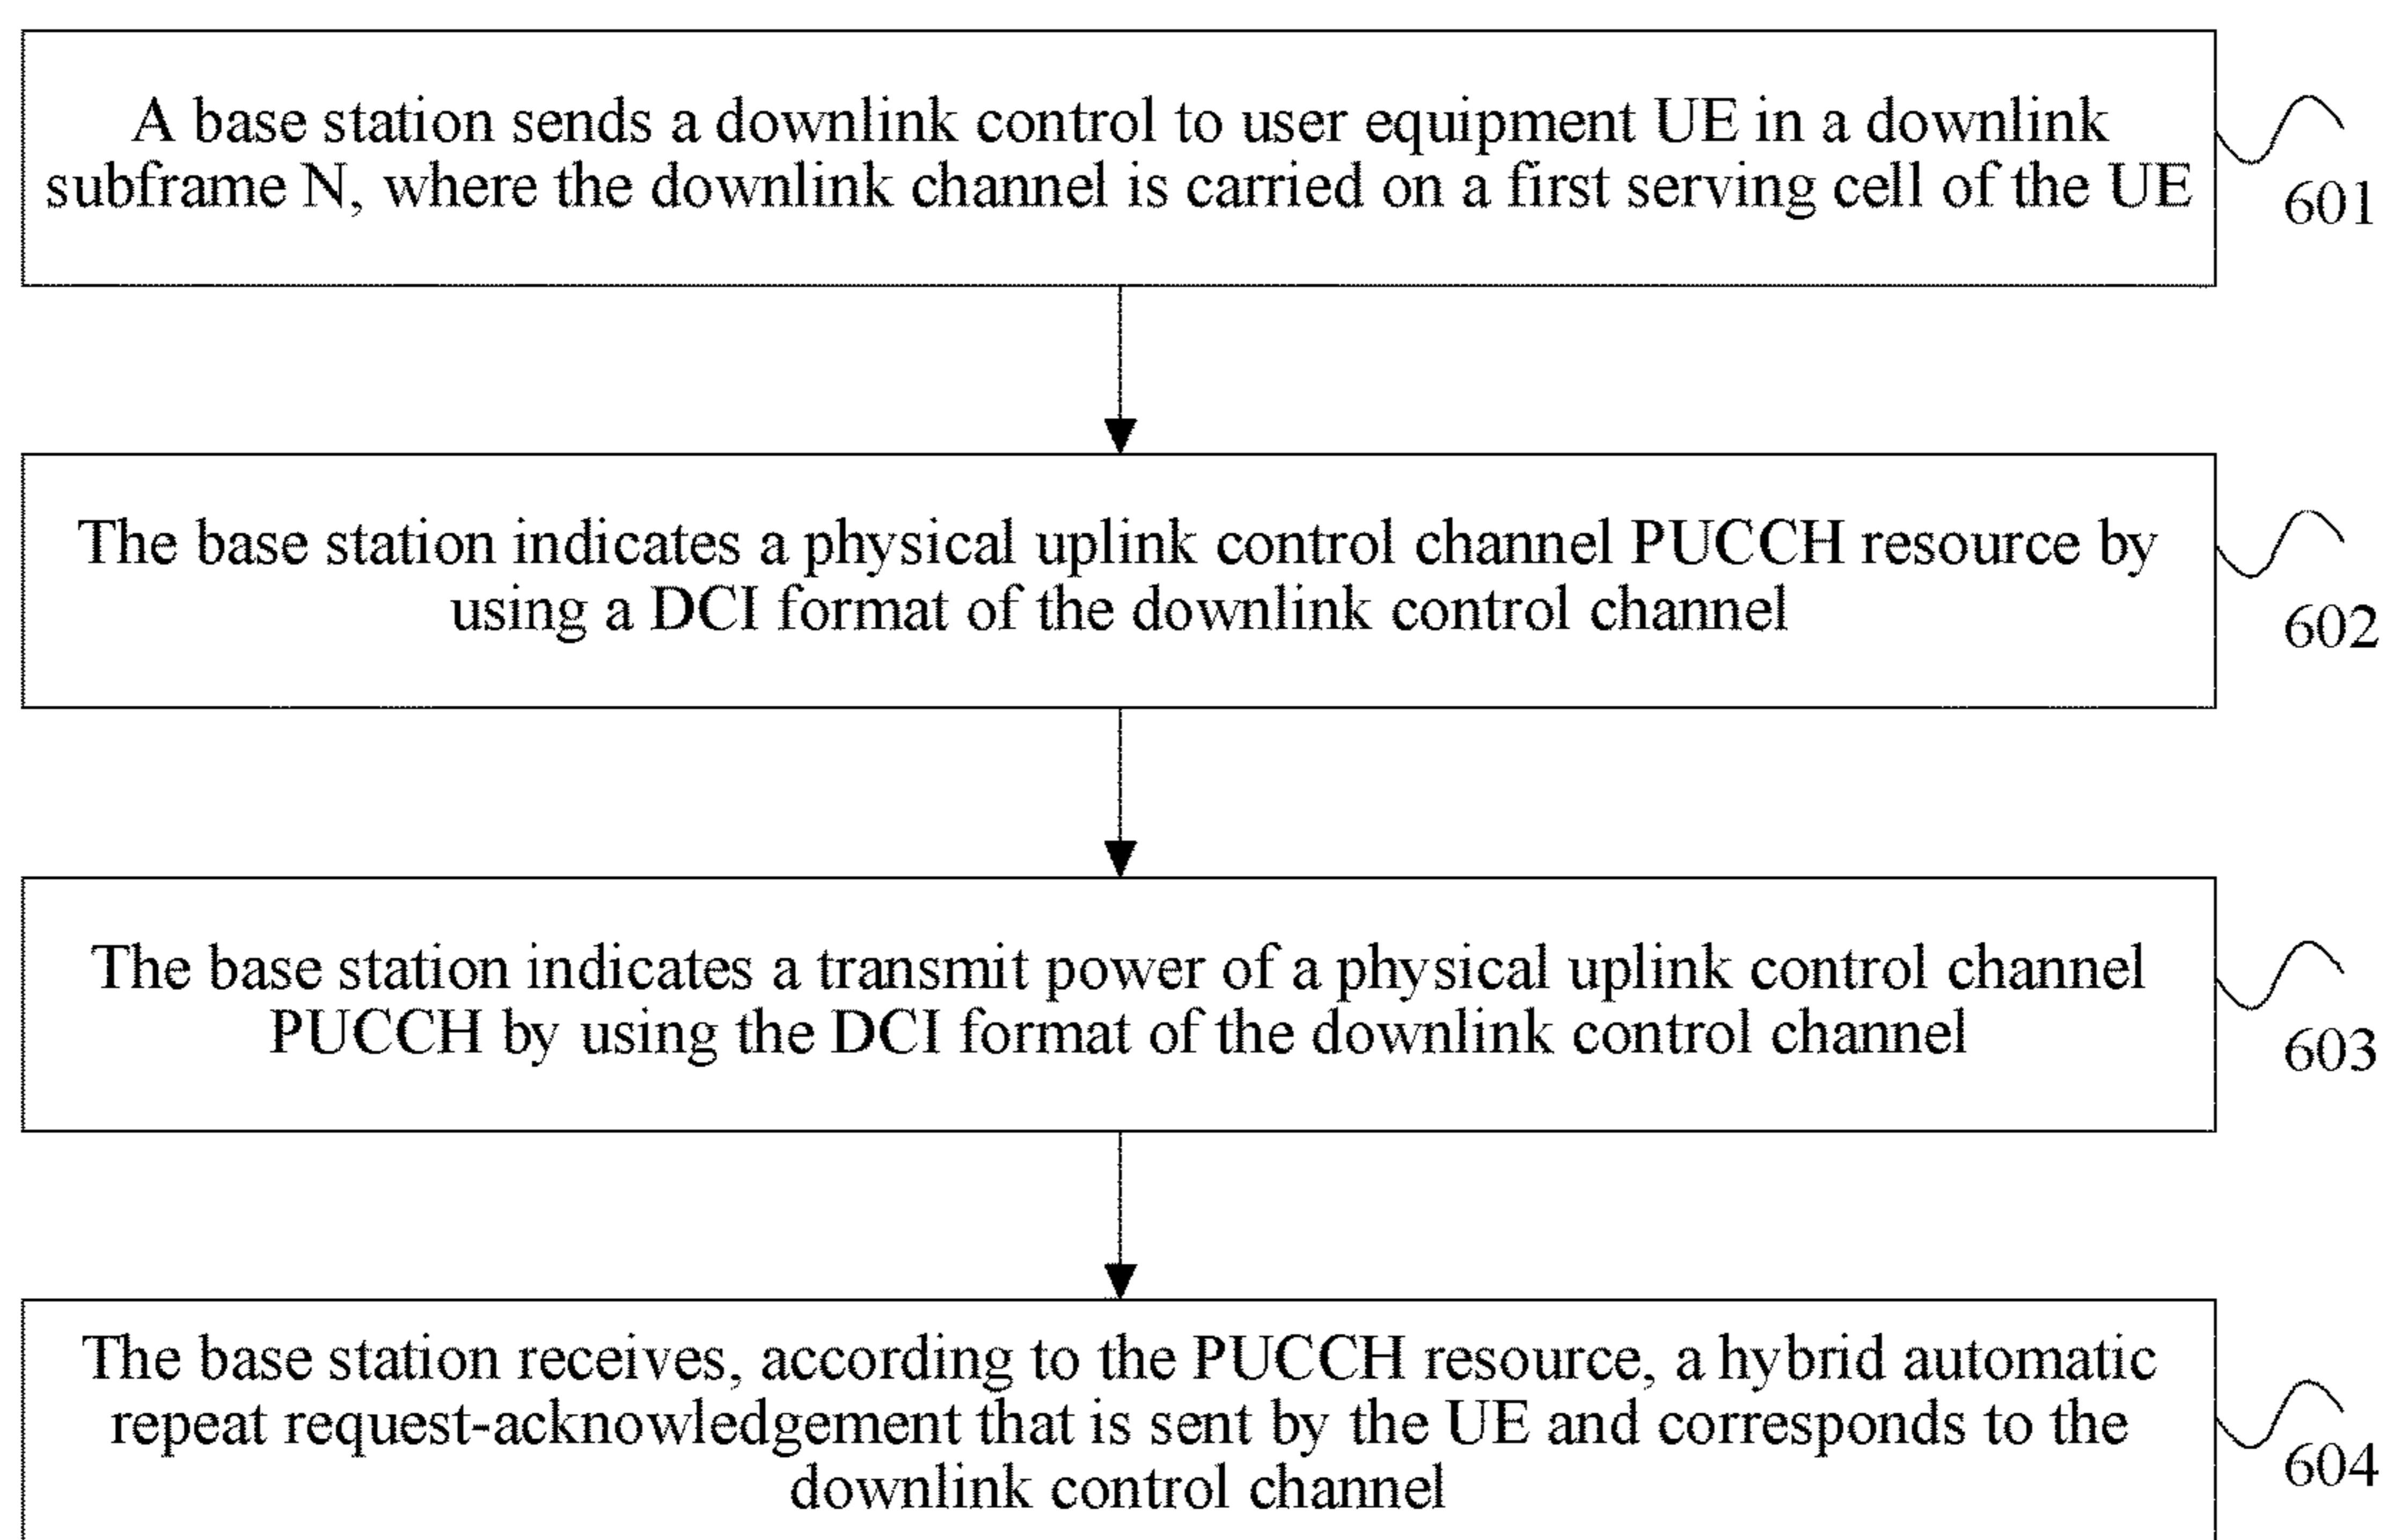 A base station sends a downlink control to user equipment UE in a downlink
subframe N, where the downlink channel is carried on a first serving cell of the UE
601
The base station indicates a physical uplink control channel PUCCH resource by
using a DCI format of the downlink control channel
602
The base station indicates a transmit power of a physical uplink control channel
PUCCH by using the DCI format of the downlink control channel
603
The base station receives, according to the PUCCH resource, a hybrid automatic
repeat request-acknowledgement that is sent by the UE and corresponds to the
downlink control channel
604